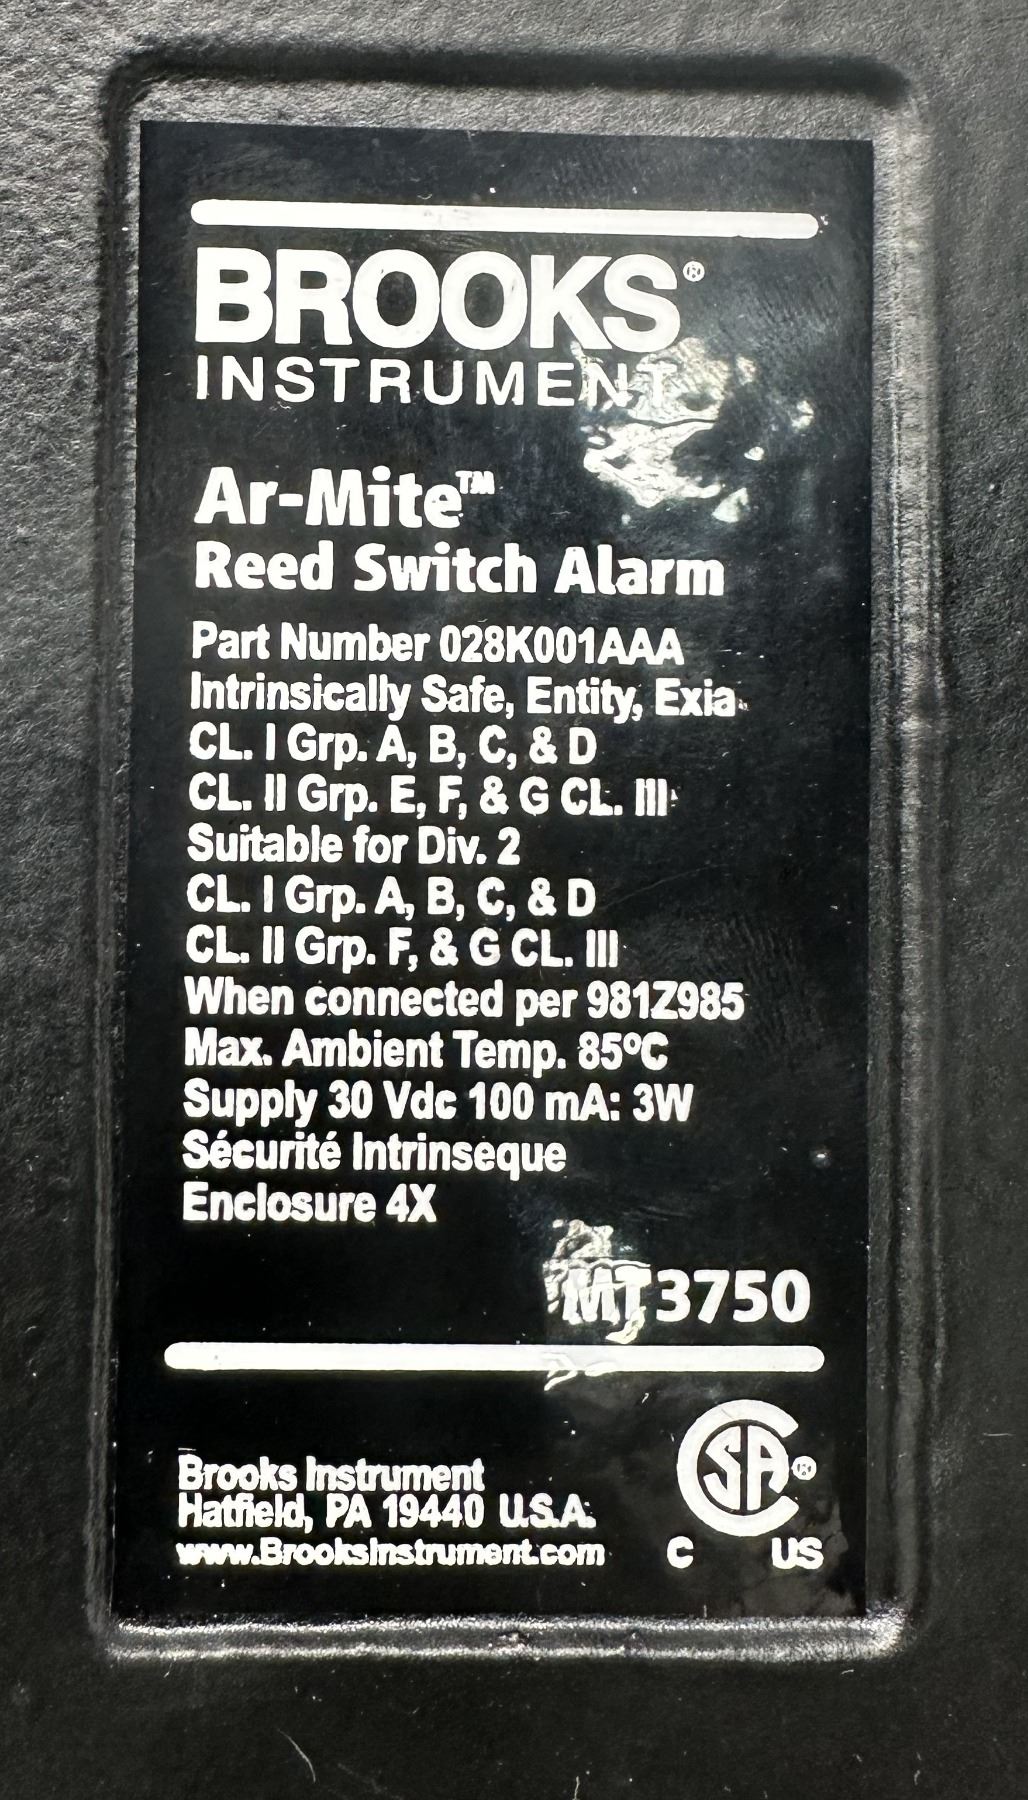 BROOKS®
INSTRUMENT
Ar-Mite™
Reed Switch Alarm
Part Number 028K001AAA
Intrinsically Safe, Entity, Exia
CL. I Grp. A, B, C, & D
CL. II Grp. E, F, & G CL. III
Suitable for Div. 2
CL. I Grp. A, B, C, & D
CL. II Grp. F, & G CL. III
When connected per 981Z985
Max. Ambient Temp. 85ºC
Supply 30 Vdc 100 mA: 3W
Sécurité Intrinseque
Enclosure 4X
MT3750
Brooks Instrument
Hatfield, PA 19440 U.S.A.
www.BrooksInstrument.com
CSA®
C US